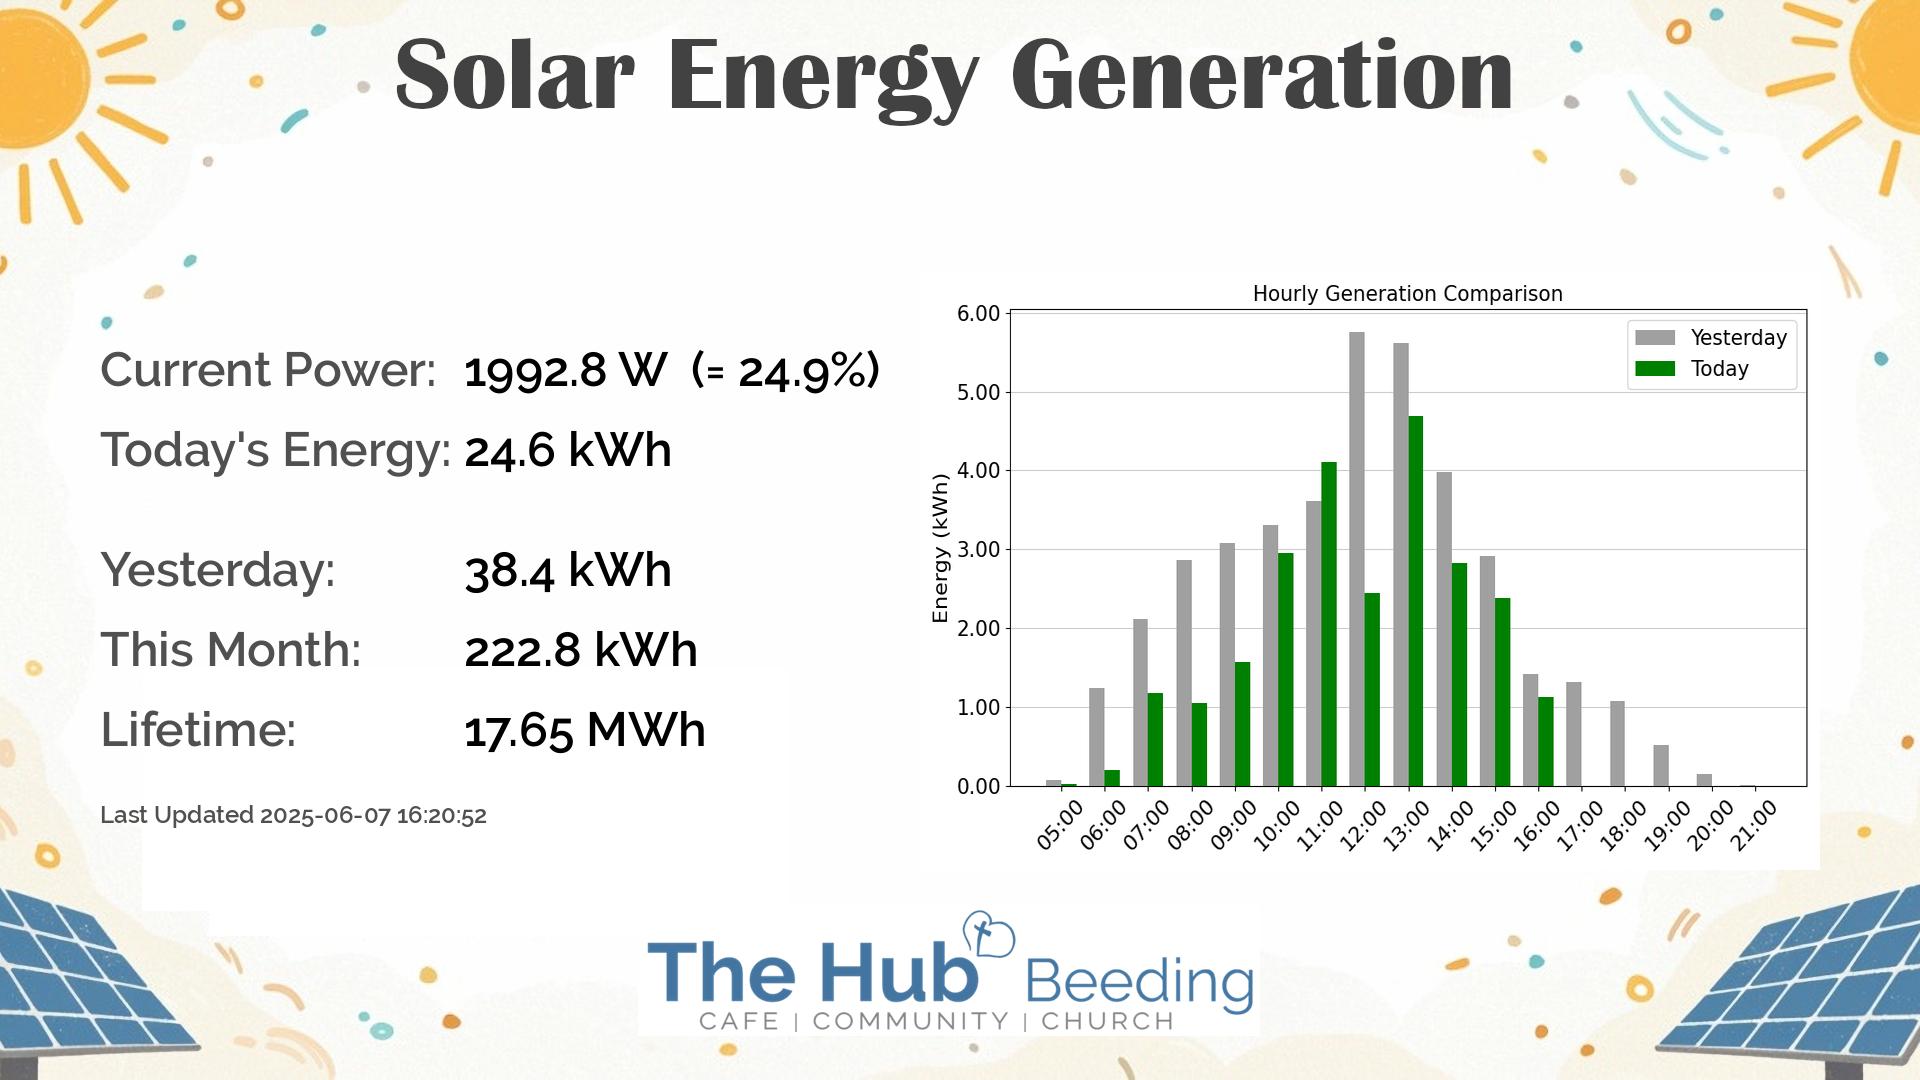 Solar Energy Generation
Current Power: 1992.8 W (= 24.9%)
Today's Energy: 24.6 kWh
Yesterday: 38.4 kWh
This Month: 222.8 kWh
Lifetime: 17.65 MWh
Last Updated 2025-06-07 16:20:52
Hourly Generation Comparison
Yesterday
Today
Energy (kWh)
6.00
5.00
4.00
3.00
2.00
1.00
0.00
05:00 06:00 07:00 08:00 09:00 10:00 11:00 12:00 13:00 14:00 15:00 16:00 17:00 18:00 19:00 20:00 21:00
The Hub Beeding
CAFE | COMMUNITY | CHURCH